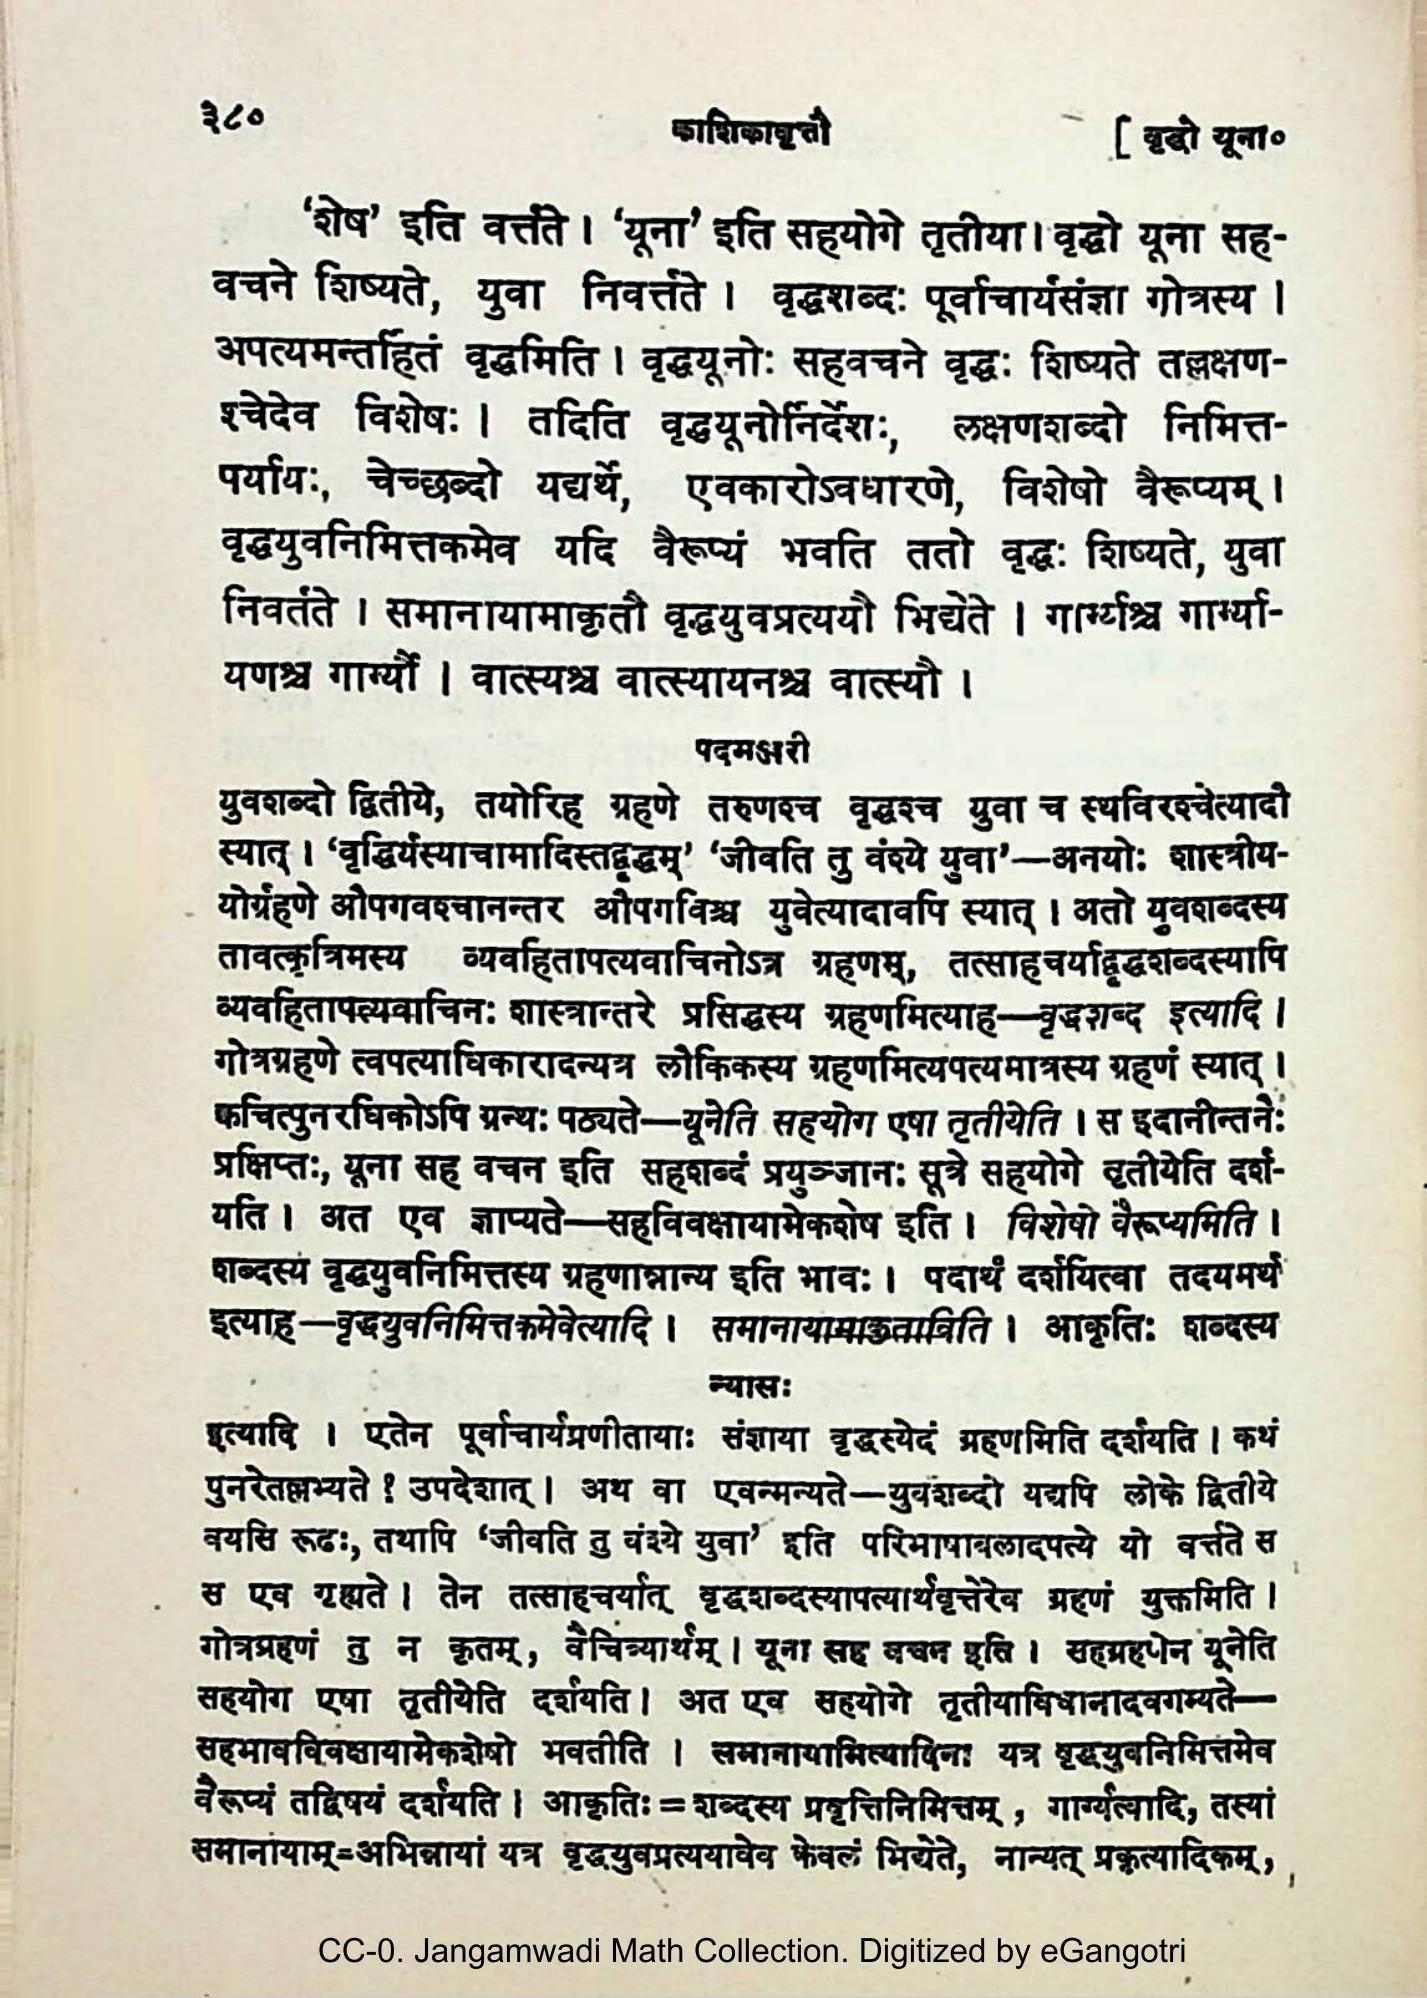 ३८०
काशिकावृत्तौ
[ वृद्धो यूना०
‘शेष’ इति वर्त्तते । ‘यूना’ इति सहयोगे तृतीया। वृद्धो यूना सह-
वचने शिष्यते, युवा निवर्त्तते । वृद्धशब्दः पूर्वाचार्यसंज्ञा गोत्रस्य ।
अपत्यमन्तर्हितं वृद्धमिति । वृद्धयूनोः सहवचने वृद्धः शिष्यते तल्लक्षण-
श्चेदेव विशेषः । तदिति वृद्धयूनोर्निर्देशः, लक्षणशब्दो निमित्त-
पर्यायः, चेच्छब्दो यद्यर्थे, एवकारोऽवधारणे, विशेषो वैरूप्यम् ।
वृद्धयुवनिमित्तकमेव यदि वैरूप्यं भवति ततो वृद्धः शिष्यते, युवा
निवर्तते । समानायामाकृतौ वृद्धयुवप्रत्ययौ भिद्येते । गार्ग्यश्च गार्ग्या-
यणश्च गार्ग्यौ । वात्स्यश्च वात्स्यायनश्च वात्स्यौ ।
पदमञ्जरी
युवशब्दो द्वितीये, तयोरिह ग्रहणे तरुणश्च वृद्धश्च युवा च स्थविरश्चेत्यादौ
स्यात् । ‘वृद्धिर्यस्याचामादिस्तद्वृद्धम्’ ‘जीवति तु वंश्ये युवा’—अनयोः शास्त्रीय-
योर्ग्रहणे औपगवश्चानन्तर औपगविश्च युवेत्यादावपि स्यात् । अतो युवशब्दस्य
तावत्कृत्रिमस्य व्यवहितापत्यवाचिनोऽत्र ग्रहणम्, तत्साहचर्याद्वृद्धशब्दस्यापि
व्यवहितापत्यवाचिनः शास्त्रान्तरे प्रसिद्धस्य ग्रहणमित्याह—वृद्धशब्द इत्यादि ।
गोत्रग्रहणे त्वपत्याधिकारादन्यत्र लौकिकस्य ग्रहणमित्यपत्यमात्रस्य ग्रहणं स्यात् ।
क्वचित्पुनरधिकोऽपि ग्रन्थः पठ्यते—यूनेति सहयोग एषा तृतीयेति । स इदानीन्तनैः
प्रक्षिप्तः, यूना सह वचन इति सहशब्दं प्रयुञ्जानः सूत्रे सहयोगे तृतीयेति दर्श-
यति । अत एव ज्ञाप्यते—सहविवक्षायामेकशेष इति । विशेषो वैरूप्यमिति ।
शब्दस्य वृद्धयुवनिमित्तस्य ग्रहणान्नान्य इति भावः । पदार्थं दर्शयित्वा तदयमर्थ
इत्याह—वृद्धयुवनिमित्तकमेवेत्यादि । समानायामाकृताविति । आकृतिः शब्दस्य
न्यासः
इत्यादि । एतेन पूर्वाचार्यप्रणीतायाः संज्ञाया वृद्धस्येदं ग्रहणमिति दर्शयति । कथं
पुनरेतल्लभ्यते ? उपदेशात् । अथ वा एवन्मन्यते—युवशब्दो यद्यपि लोके द्वितीये
वयसि रूढः, तथापि ‘जीवति तु वंश्ये युवा’ इति परिभाषाबलादपत्ये यो वर्त्तते स
स एव गृह्यते । तेन तत्साहचर्यात् वृद्धशब्दस्यापत्यार्थवृत्तेरेव ग्रहणं युक्तमिति ।
गोत्रग्रहणं तु न कृतम्, वैचित्र्यार्थम् । यूना सह वचन इति । सहग्रहणेन यूनेति
सहयोग एषा तृतीयेति दर्शयति । अत एव सहयोगे तृतीयाविधानादवगम्यते—
सहभावविवक्षायामेकशेषो भवतीति । समानायामित्यादिना यत्र वृद्धयुवनिमित्तमेव
वैरूप्यं तद्विषयं दर्शयति । आकृतिः = शब्दस्य प्रवृत्तिनिमित्तम् , गार्ग्यत्वादि, तस्यां
समानायाम्=अभिन्नायां यत्र वृद्धयुवप्रत्ययावेव केवलं भिद्येते, नान्यत् प्रकृत्यादिकम् ,
CC-0. Jangamwadi Math Collection. Digitized by eGangotri